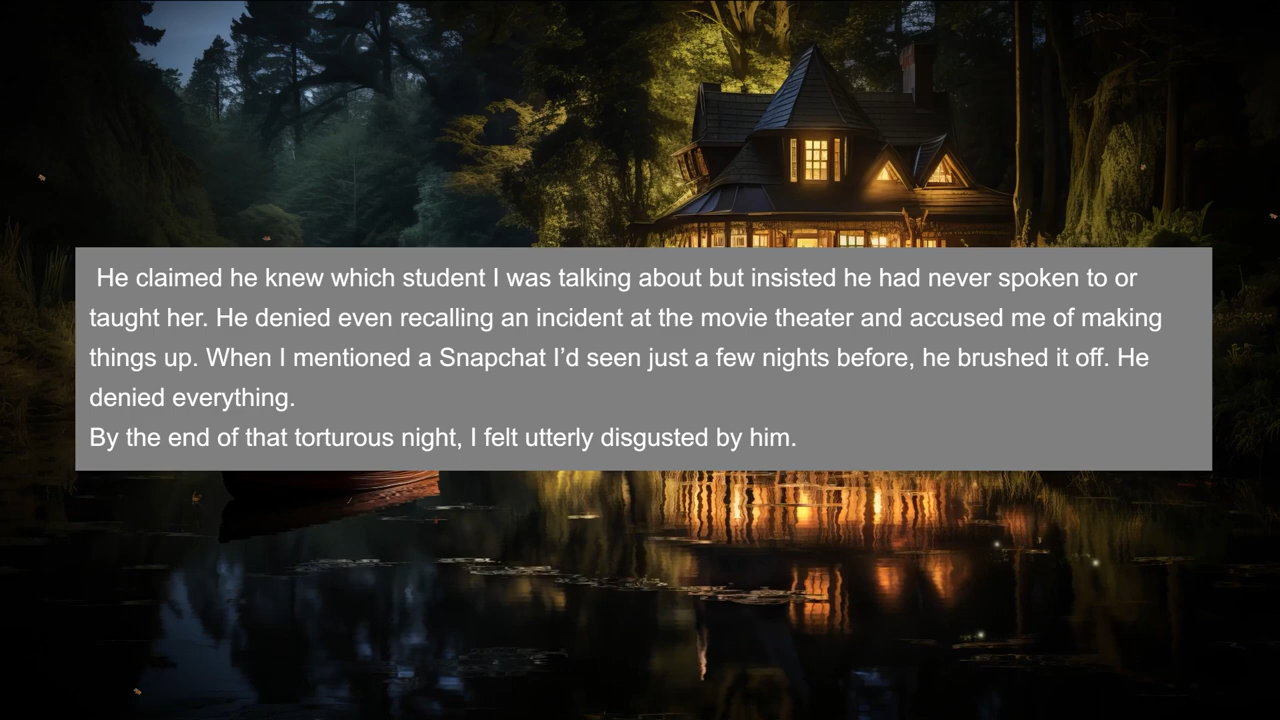 He claimed he knew which student I was talking about but insisted he had never spoken to or
taught her. He denied even recalling an incident at the movie theater and accused me of making
things up. When I mentioned a Snapchat I’d seen just a few nights before, he brushed it off. He
denied everything.
By the end of that torturous night, I felt utterly disgusted by him.